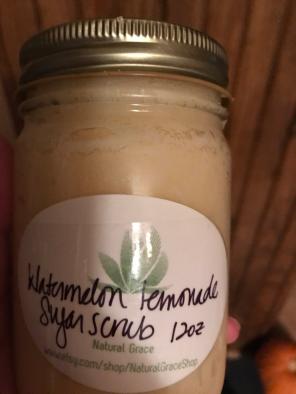 Watermelon Lemonade
Sugar scrub 12oz
Natural Grace
www.etsy.com/shop/NaturalGraceShop